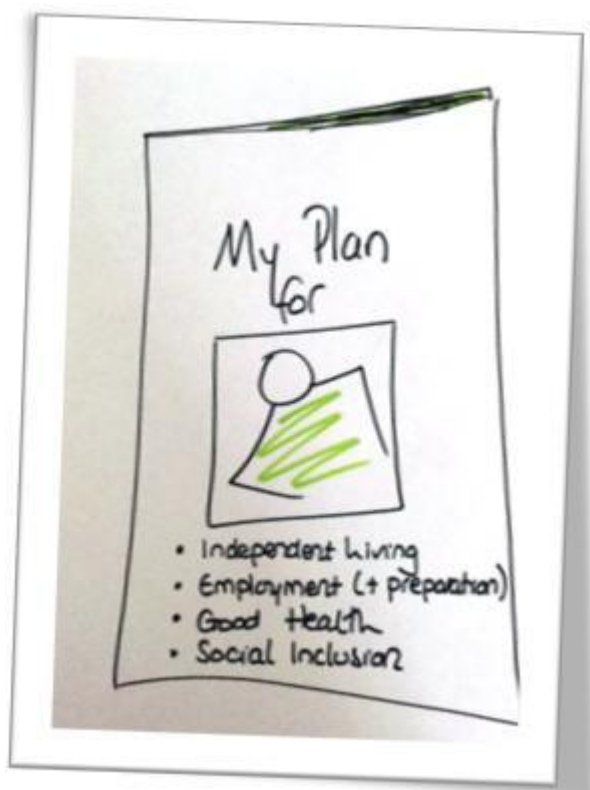 My Plan
for
• Independent Living
• Employment (+ preparation)
• Good Health
• Social Inclusion